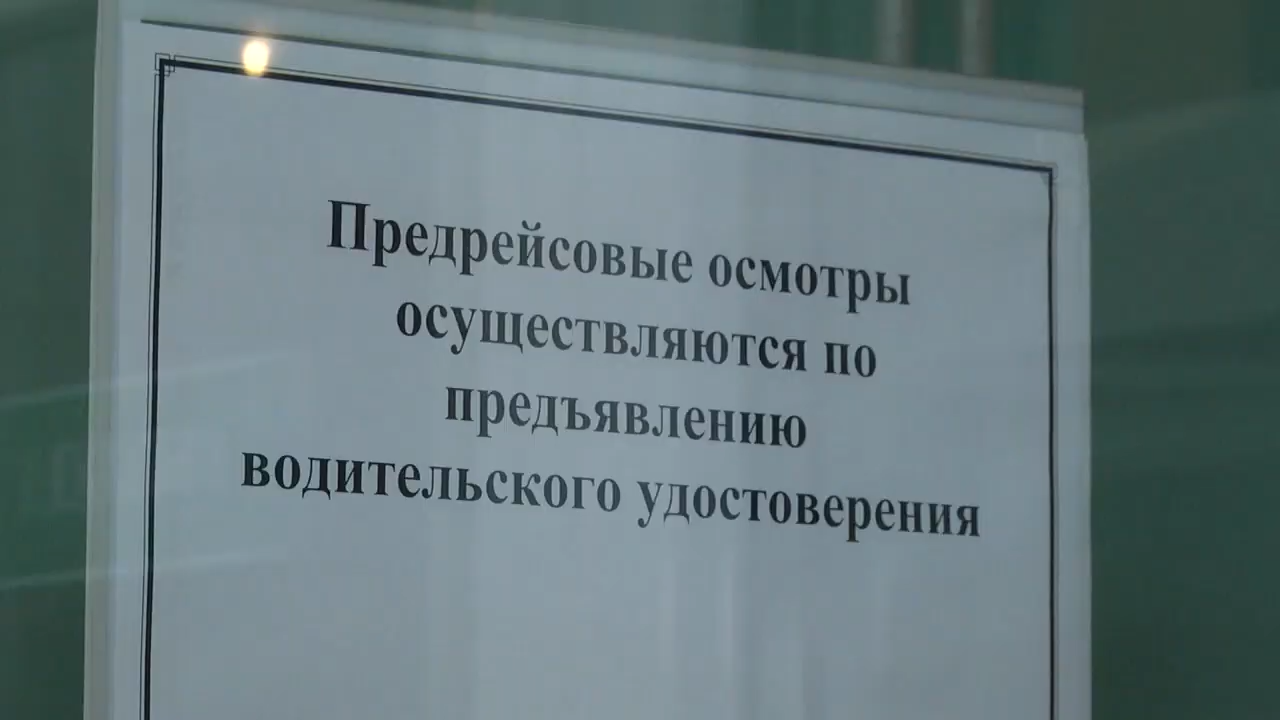 Предрейсовые осмотры
осуществляются по
предъявлению
водительского удостоверения